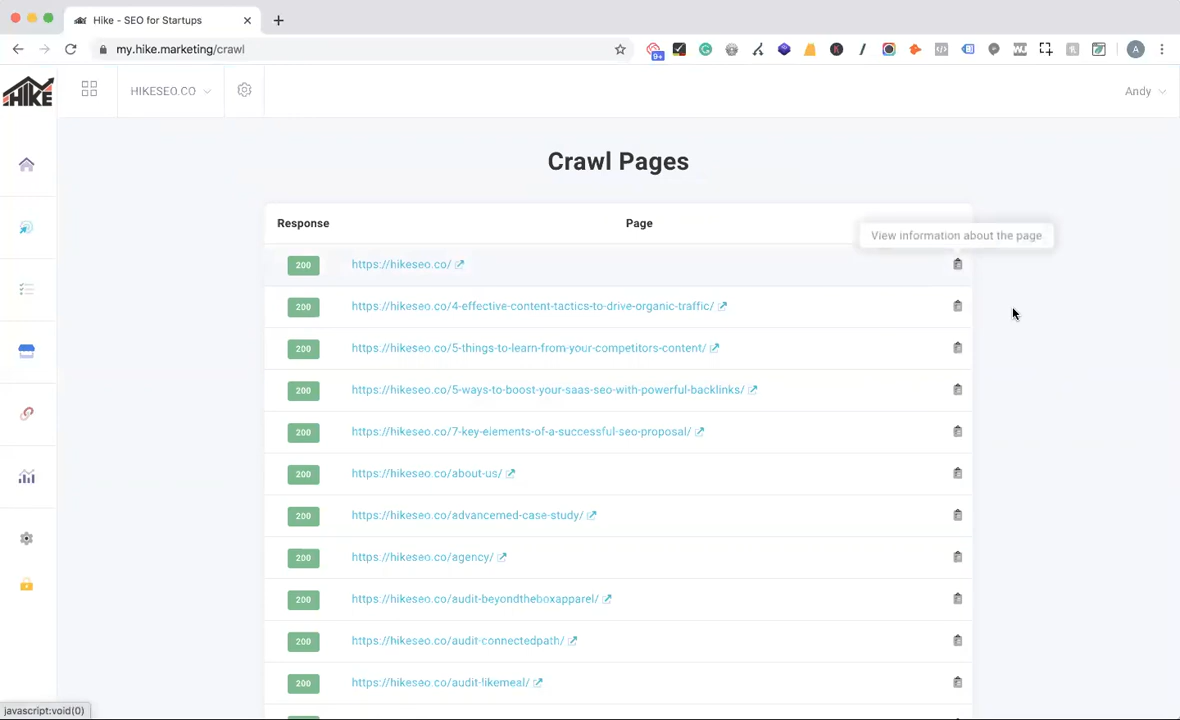 Hike - SEO for Startups
my.hike.marketing/crawl
9+
A
HIKE
HIKESEO.CO
Andy
Crawl Pages
Response Page
View information about the page
200 https://hikeseo.co/
200 https://hikeseo.co/4-effective-content-tactics-to-drive-organic-traffic/
200 https://hikeseo.co/5-things-to-learn-from-your-competitors-content/
200 https://hikeseo.co/5-ways-to-boost-your-saas-seo-with-powerful-backlinks/
200 https://hikeseo.co/7-key-elements-of-a-successful-seo-proposal/
200 https://hikeseo.co/about-us/
200 https://hikeseo.co/advancemed-case-study/
200 https://hikeseo.co/agency/
200 https://hikeseo.co/audit-beyondtheboxapparel/
200 https://hikeseo.co/audit-connectedpath/
200 https://hikeseo.co/audit-likemeal/
javascript:void(0)